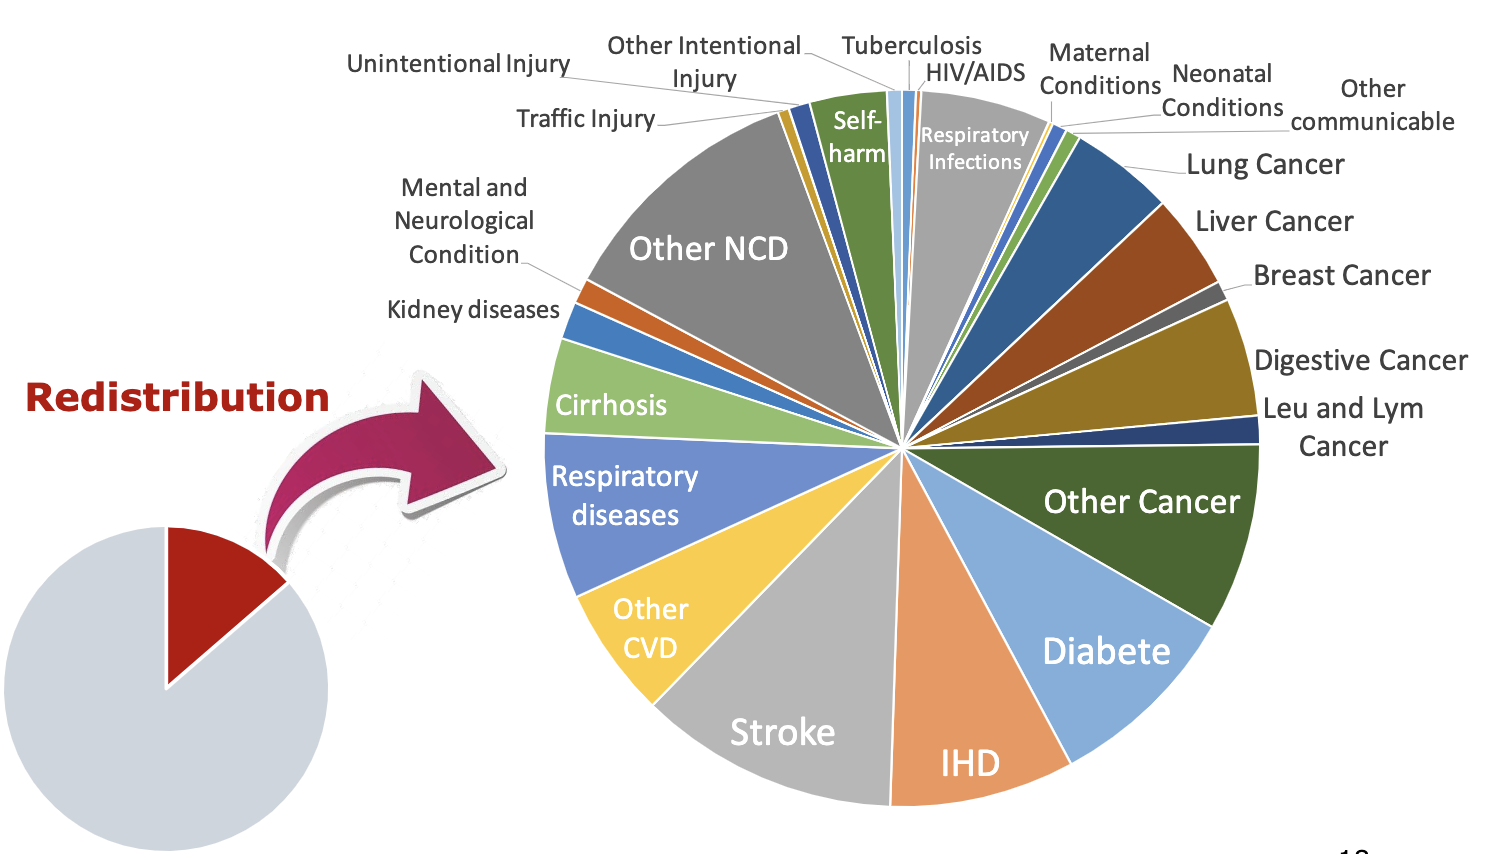 Other Intentional
Injury
Tuberculosis
HIV/AIDS
Maternal
Conditions
Neonatal
Conditions
Other
communicable
Unintentional Injury
Traffic Injury
Self-
harm
Respiratory
Infections
Lung Cancer
Mental and
Neurological
Condition
Other NCD
Liver Cancer
Breast Cancer
Kidney diseases
Digestive Cancer
Redistribution
Cirrhosis
Leu and Lym
Cancer
Respiratory
diseases
Other Cancer
Other
CVD
Diabete
Stroke
IHD